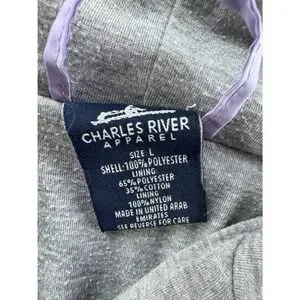 CHARLES RIVER
APPAREL
SIZE: L
SHELL:100%POLYESTER
LINING
65%POLYESTER
35%COTTON
LINING
100%NYLON
MADE IN UNITED ARAB
EMIRATES
SEE REVERSE FOR CARE